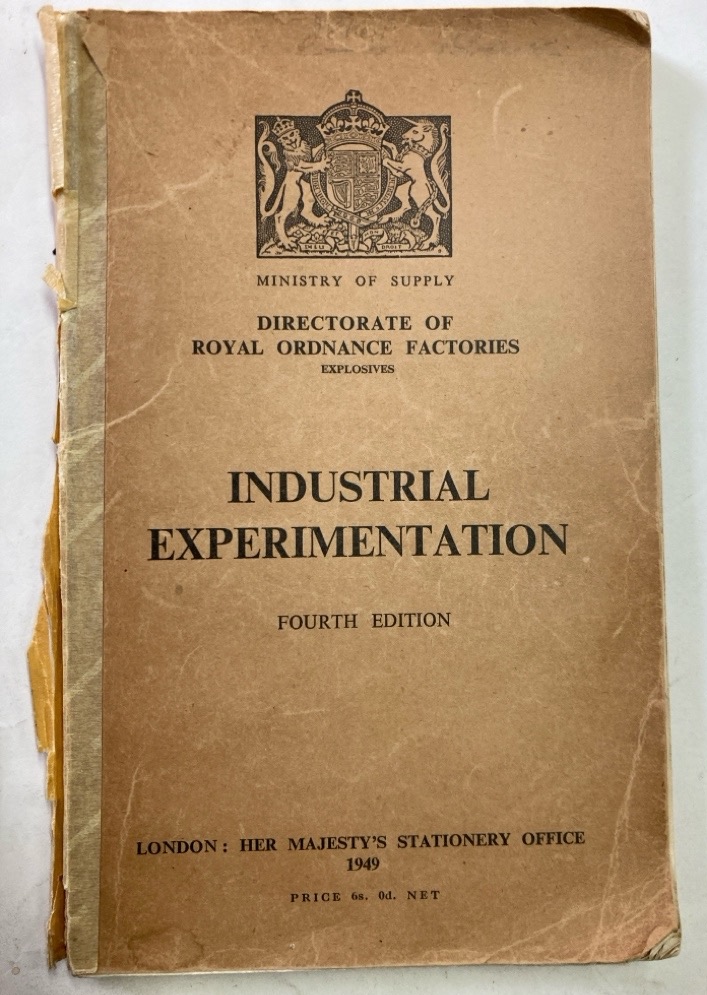 MINISTRY OF SUPPLY
DIRECTORATE OF
ROYAL ORDNANCE FACTORIES
EXPLOSIVES
INDUSTRIAL
EXPERIMENTATION
FOURTH EDITION
LONDON: HER MAJESTY'S STATIONERY OFFICE
1949
PRICE 6s. 0d. NET